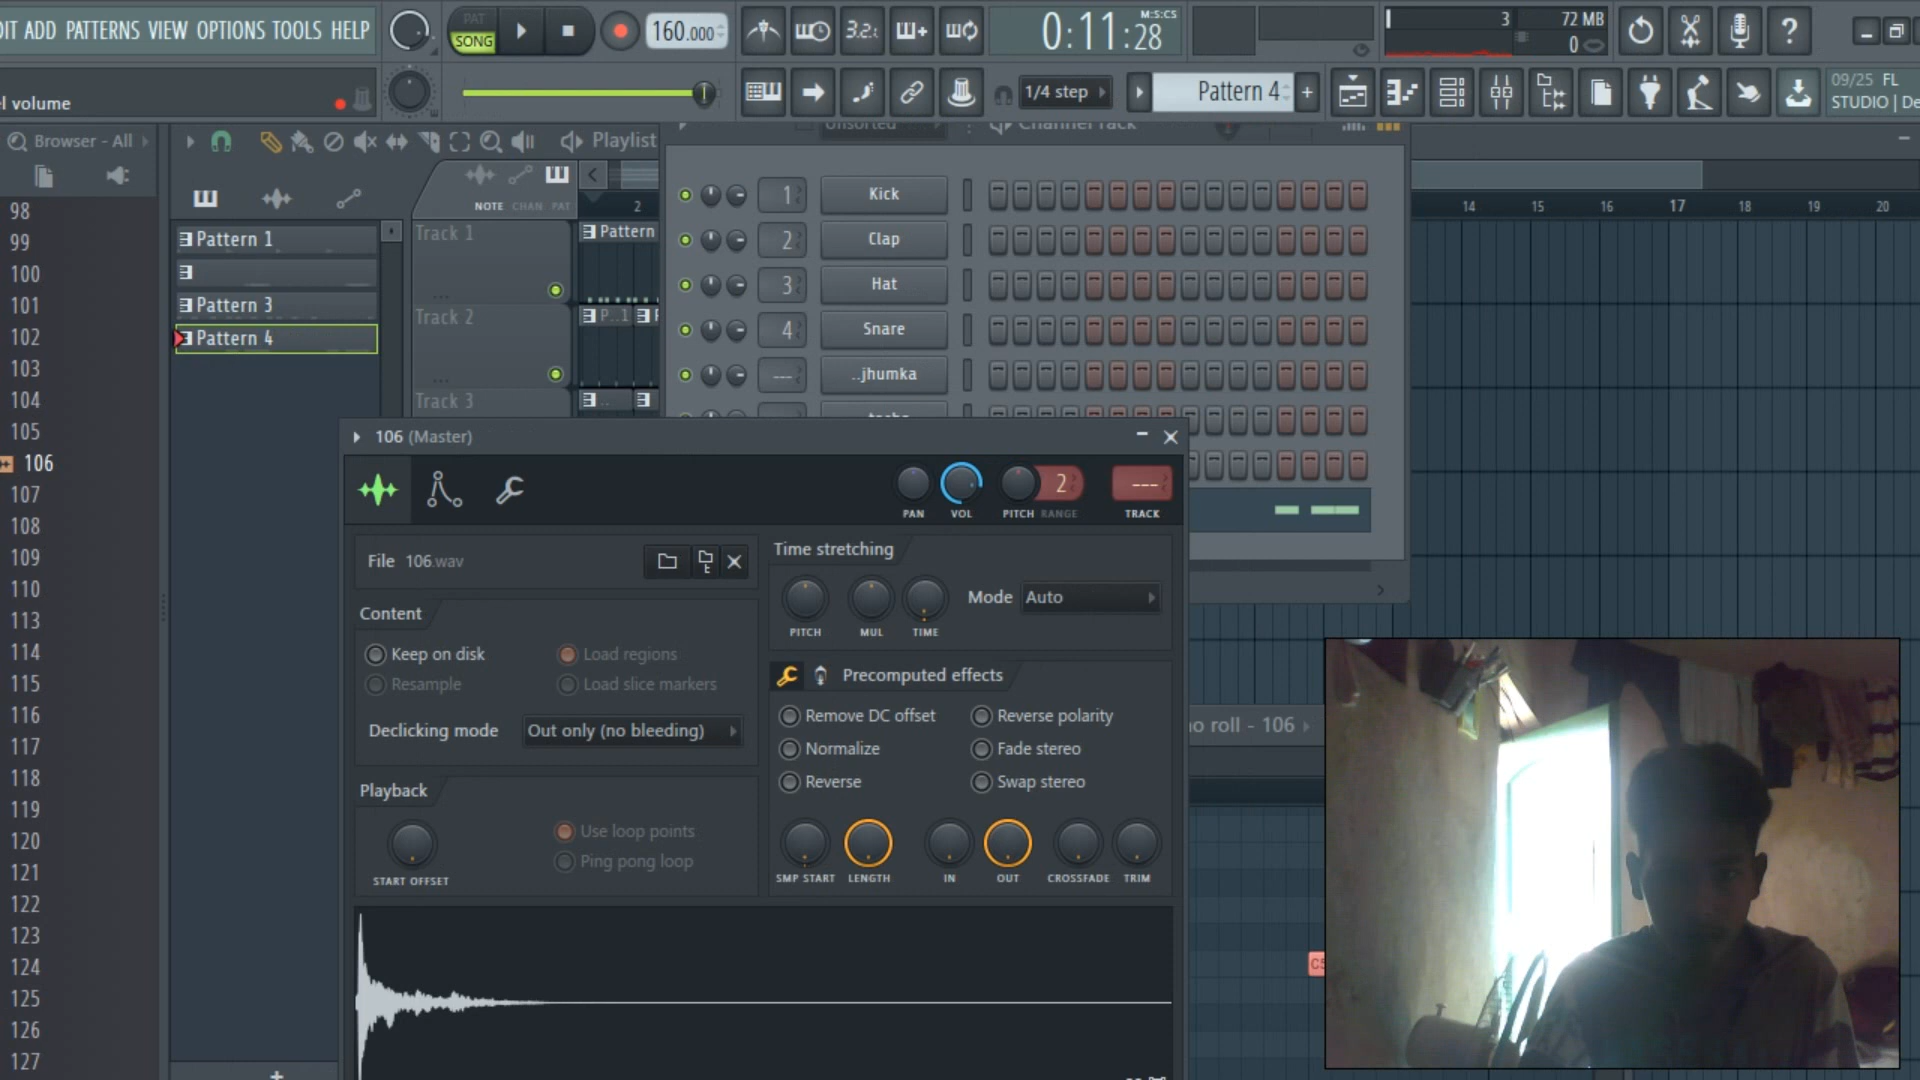 DIT ADD PATTERNS VIEW OPTIONS TOOLS HELP
PAT
SONG
160.000
3.2.
0:11:28
M:S:CS
3
72 MB
0
l volume
1/4 step
Pattern 4
09/25 FL
STUDIO | De
Browser - All
Playlist
Unsorted
Channel rack
NOTE CHAN PAT
2
14 15 16 17 18 19 20
98
99
100
101
102
103
104
105
106
107
108
109
110
113
114
115
116
117
118
119
120
121
122
123
124
125
126
127
Pattern 1
Pattern 3
Pattern 4
Track 1
Pattern
Track 2
P..1
Track 3
1 Kick
2 Clap
3 Hat
4 Snare
--- ..jhumka
106 (Master)
PAN
VOL
PITCH RANGE
2
---
TRACK
File 106.wav
Content
Keep on disk
Load regions
Resample
Load slice markers
Declicking mode
Out only (no bleeding)
Playback
START OFFSET
Use loop points
Ping pong loop
Time stretching
PITCH
MUL
TIME
Mode Auto
Precomputed effects
Remove DC offset
Reverse polarity
Normalize
Fade stereo
Reverse
Swap stereo
SMP START
LENGTH
IN
OUT
CROSSFADE
TRIM
no roll - 106
C5